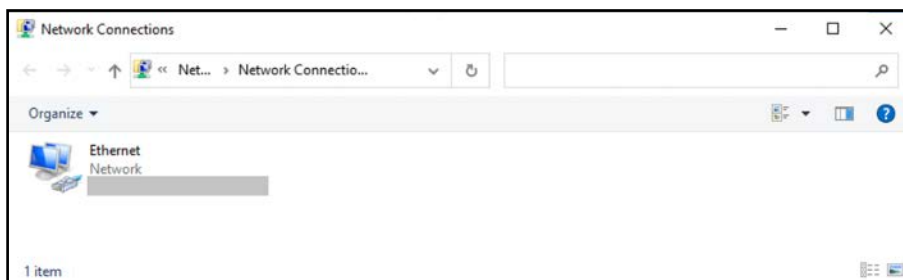 Network Connections
« Net... › Network Connectio...
Organize
Ethernet
Network
1 item